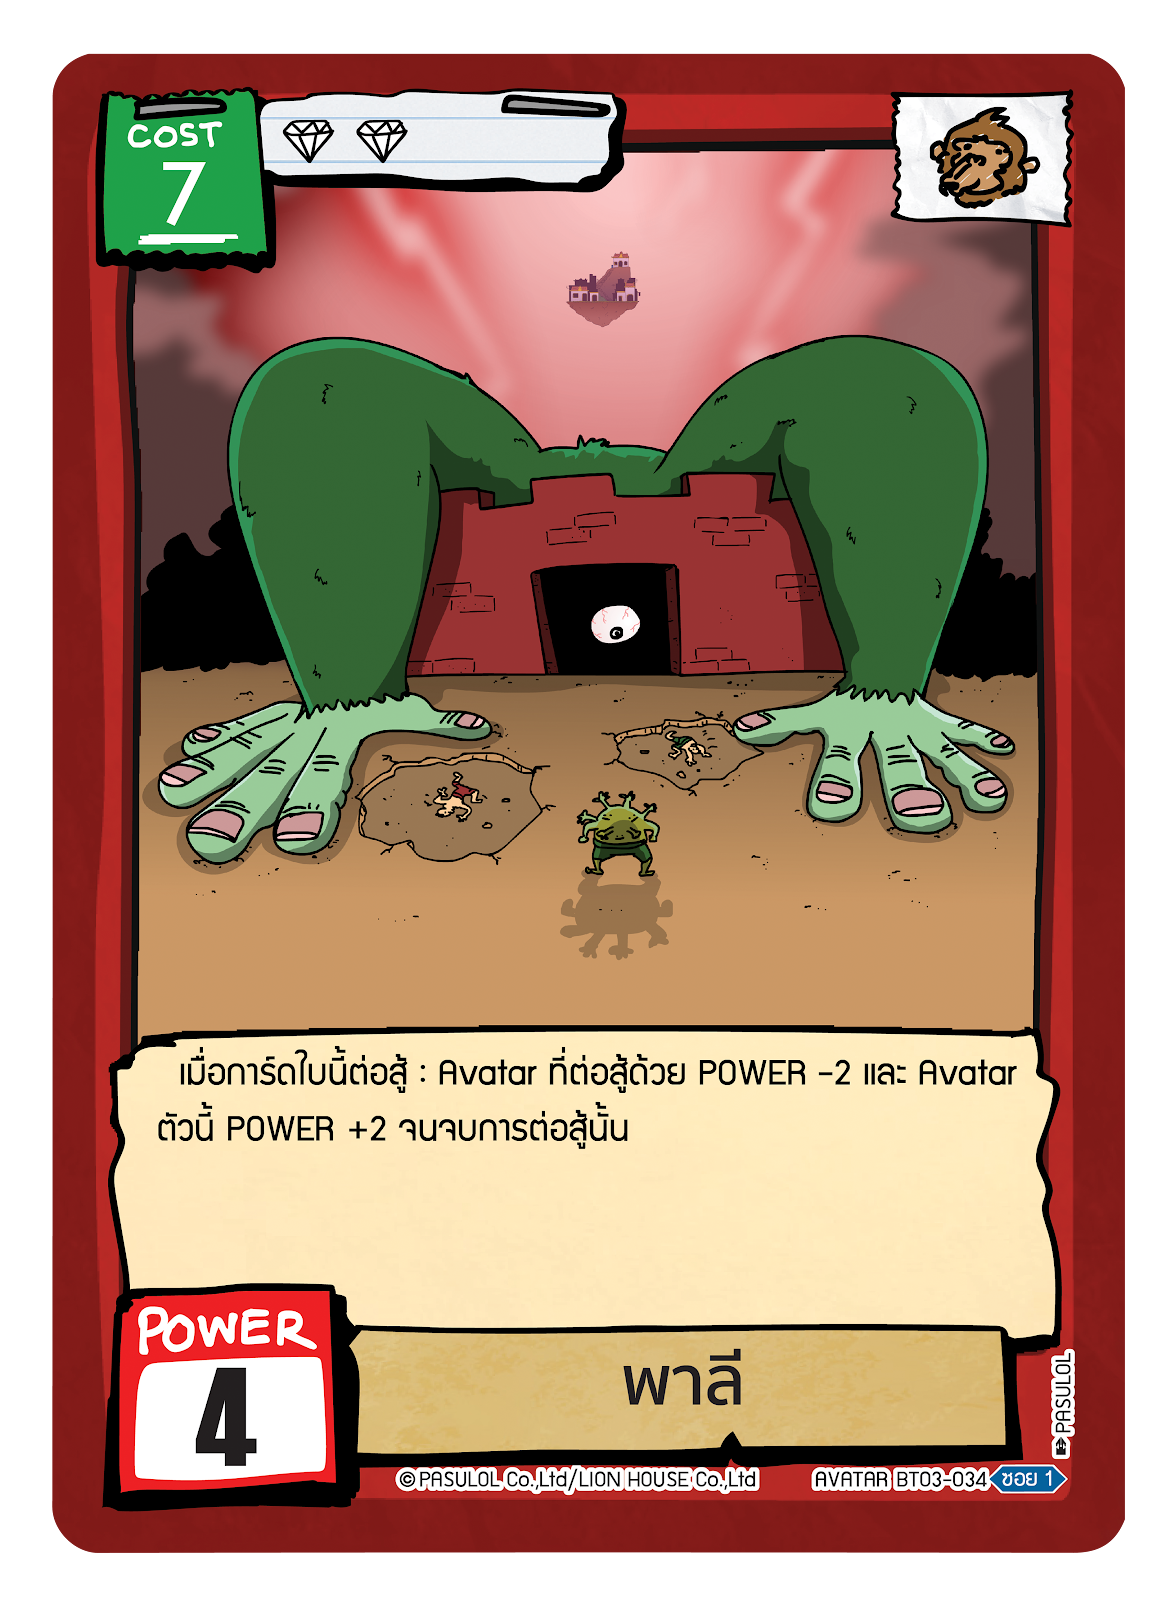 COST
7
เมื่อการ์ดใบนี้ต่อสู้ : Avatar ที่ต่อสู้ด้วย POWER -2 และ Avatar
ตัวนี้ POWER +2 จนจบการต่อสู้นั้น
POWER
4
พาลี
PASULOL
© PASULOL Co.,Ltd/LION HOUSE Co.,Ltd
AVATAR BT03-034 ซอย 1